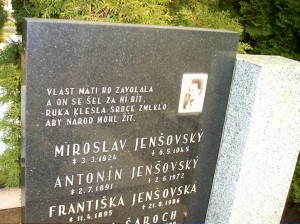 VLAST MÁTI HO ZAVOLALA
A ON SE ŠEL ZA NI BÍT.
RUKA KLESLA SRDCE ZMLKLO
ABY NÁROD MOHL ŽÍT.
MIROSLAV JENŠOVSKÝ
* 3.3.1924 + 6.5.1945
ANTONÍN JENŠOVSKÝ
* 2.7.1891 + 2.6.1972
FRANTIŠKA JENŠOVSKÁ
* 11.4.1895 + 21.8.1986
ŠAROCH